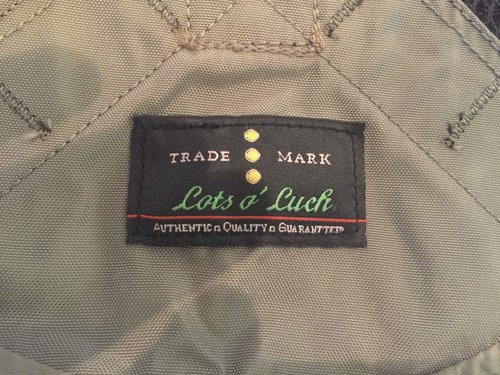 TRADE MARK
Lots o' Luck
AUTHENTIC QUALITY GUARANTEED